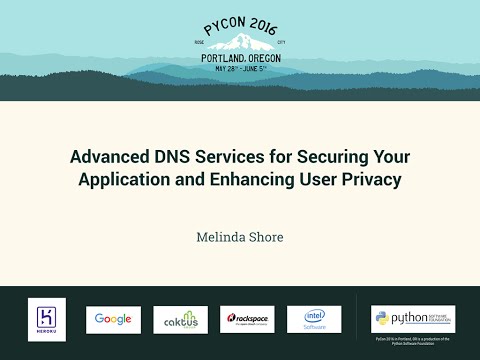 PYCON 2016
ROSE CITY
PORTLAND, OREGON
MAY 28TH - JUNE 5TH
Advanced DNS Services for Securing Your
Application and Enhancing User Privacy
Melinda Shore
HEROKU
Google
caktus
rackspace
intel
Software
python
SOFTWARE
FOUNDATION
PyCon 2016 in Portland, OR is a production of the
Python Software Foundation